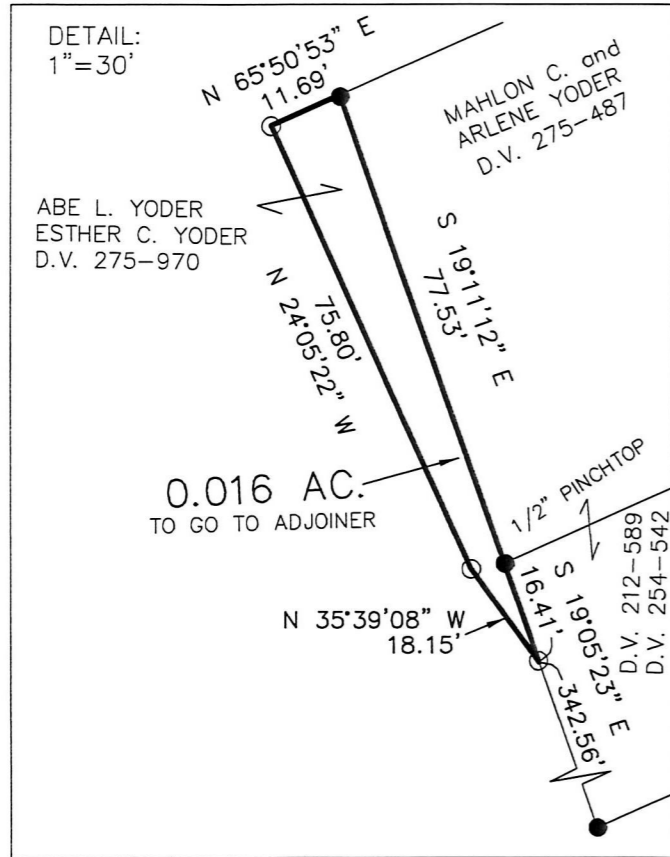 DETAIL:
1"=30'
N 65°50'53" E
11.69'
MAHLON C. and
ARLENE YODER
D.V. 275-487
ABE L. YODER
ESTHER C. YODER
D.V. 275-970
S 19°11'12" E
77.53'
75.80'
N 24°05'22" W
0.016 AC.
TO GO TO ADJOINER
1/2" PINCHTOP
D.V. 212-589
D.V. 254-542
S 19°05'23" E
16.41'
342.56'
N 35°39'08" W
18.15'